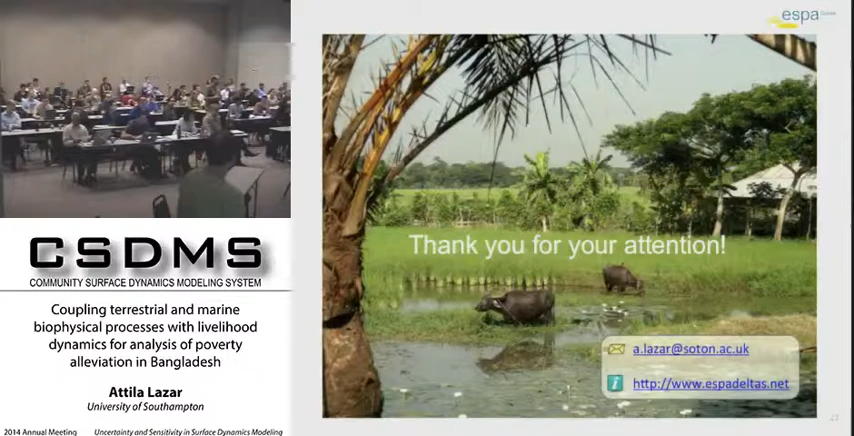 CSDMS
COMMUNITY SURFACE DYNAMICS MODELING SYSTEM
Coupling terrestrial and marine
biophysical processes with livelihood
dynamics for analysis of poverty
alleviation in Bangladesh
Attila Lazar
University of Southampton
2014 Annual Meeting
Uncertainty and Sensitivity in Surface Dynamics Modeling
espa
Thank you for your attention!
a.lazar@soton.ac.uk
http://www.espadeltas.net